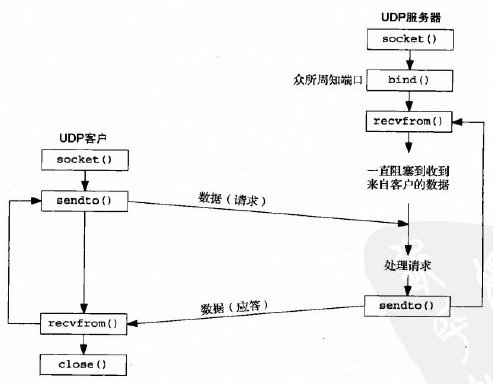 UDP服务器
socket()
众所周知端口
bind()
recvfrom()
一直阻塞到收到
来自客户的数据
UDP客户
socket()
sendto()
数据（请求）
处理请求
sendto()
数据（应答）
recvfrom()
close()